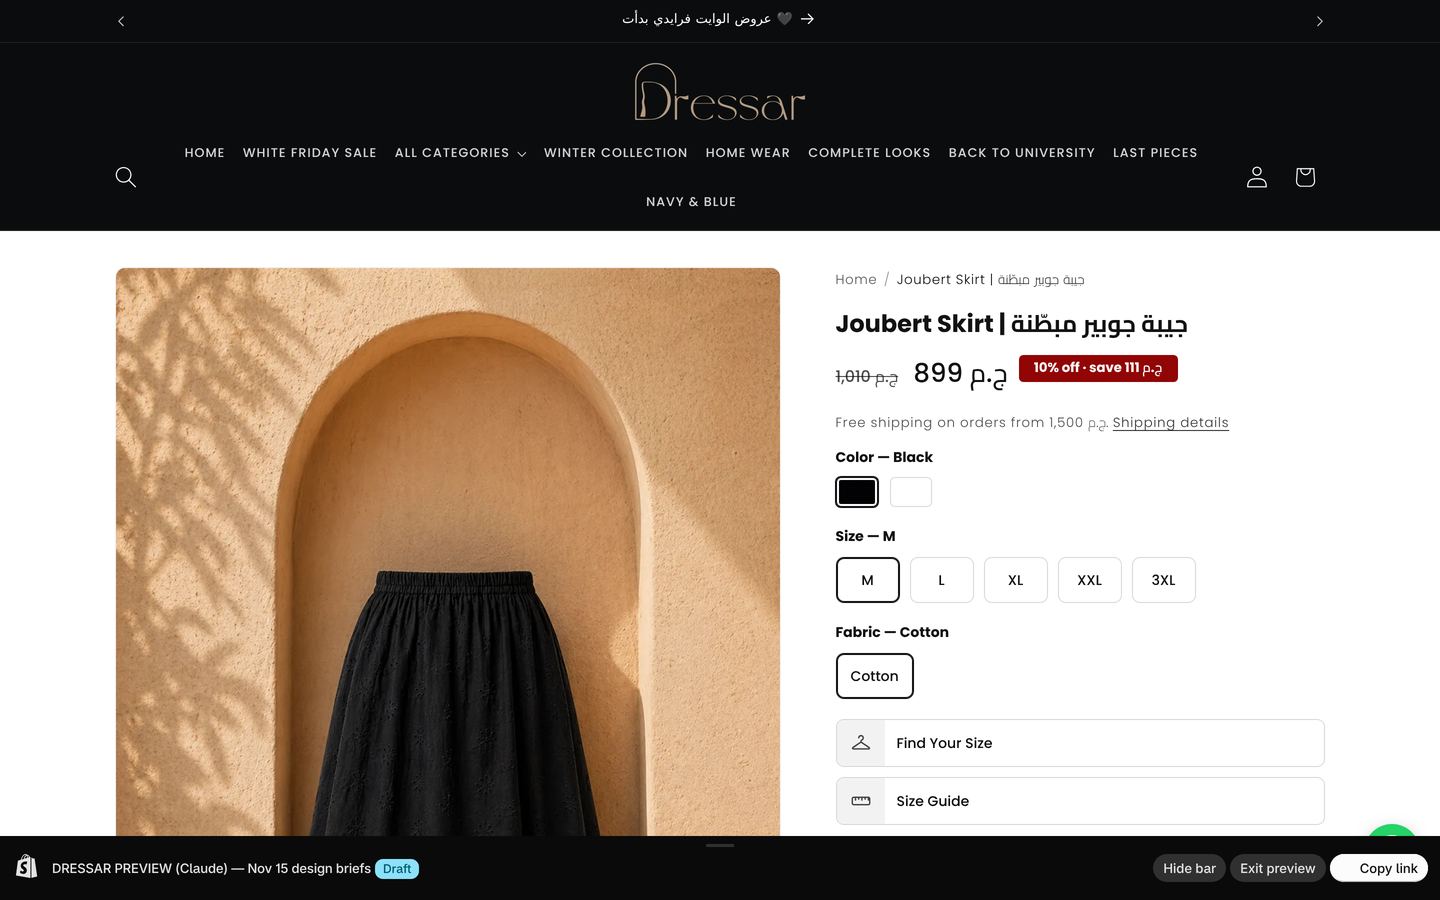 عروض الوايت فرايدي بدأت 🖤 →
Dressar
HOME WHITE FRIDAY SALE ALL CATEGORIES WINTER COLLECTION HOME WEAR COMPLETE LOOKS BACK TO UNIVERSITY LAST PIECES
NAVY & BLUE
Home / Joubert Skirt | جيبة جوبير مبطّنة
Joubert Skirt | جيبة جوبير مبطّنة
1,010 ج.م 899 ج.م 10% off · save 111 ج.م
Free shipping on orders from 1,500 ج.م. Shipping details
Color — Black
Size — M
M L XL XXL 3XL
Fabric — Cotton
Cotton
Find Your Size
Size Guide
DRESSAR PREVIEW (Claude) — Nov 15 design briefs Draft Hide bar Exit preview Copy link